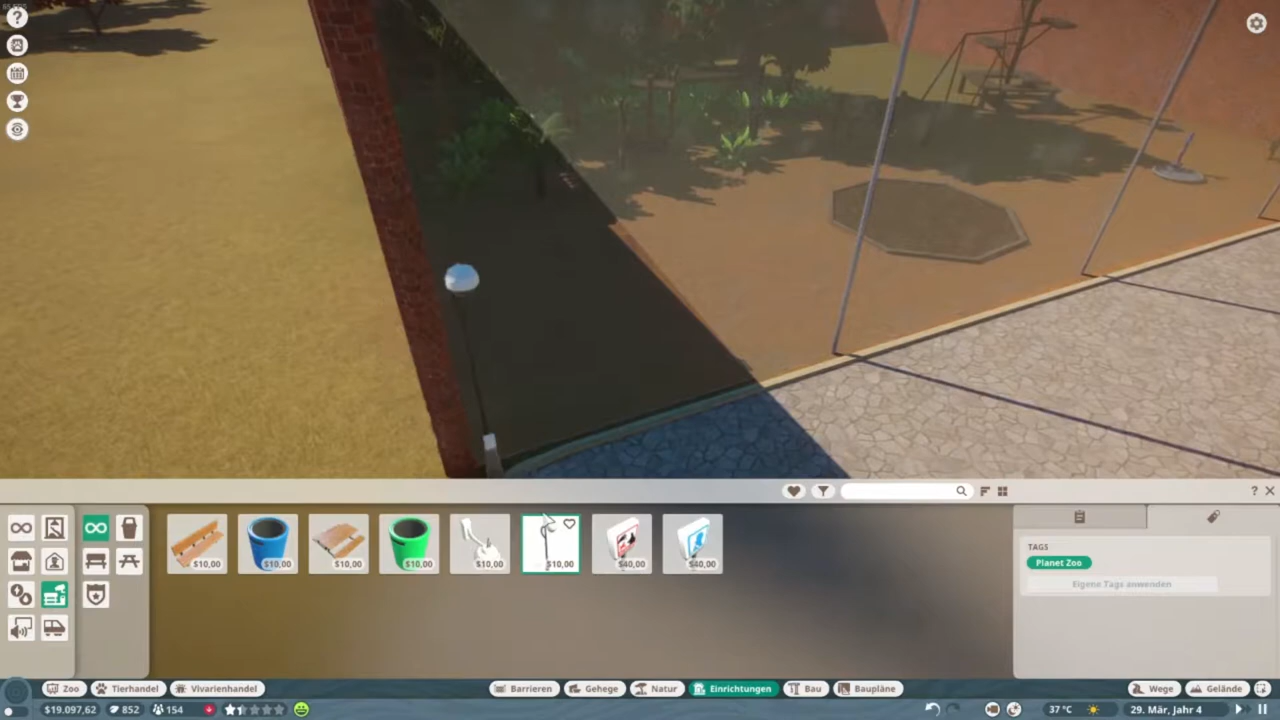 $10,00
$10,00
$10,00
$10,00
$10,00
$10,00
$40,00
$40,00
TAGS
Planet Zoo
Eigene Tags anwenden
Zoo
Tierhandel
Vivarienhandel
Barrieren
Gehege
Natur
Einrichtungen
Bau
Baupläne
Wege
Gelände
$19.097,62
852
154
37 °C
29. Mär, Jahr 4